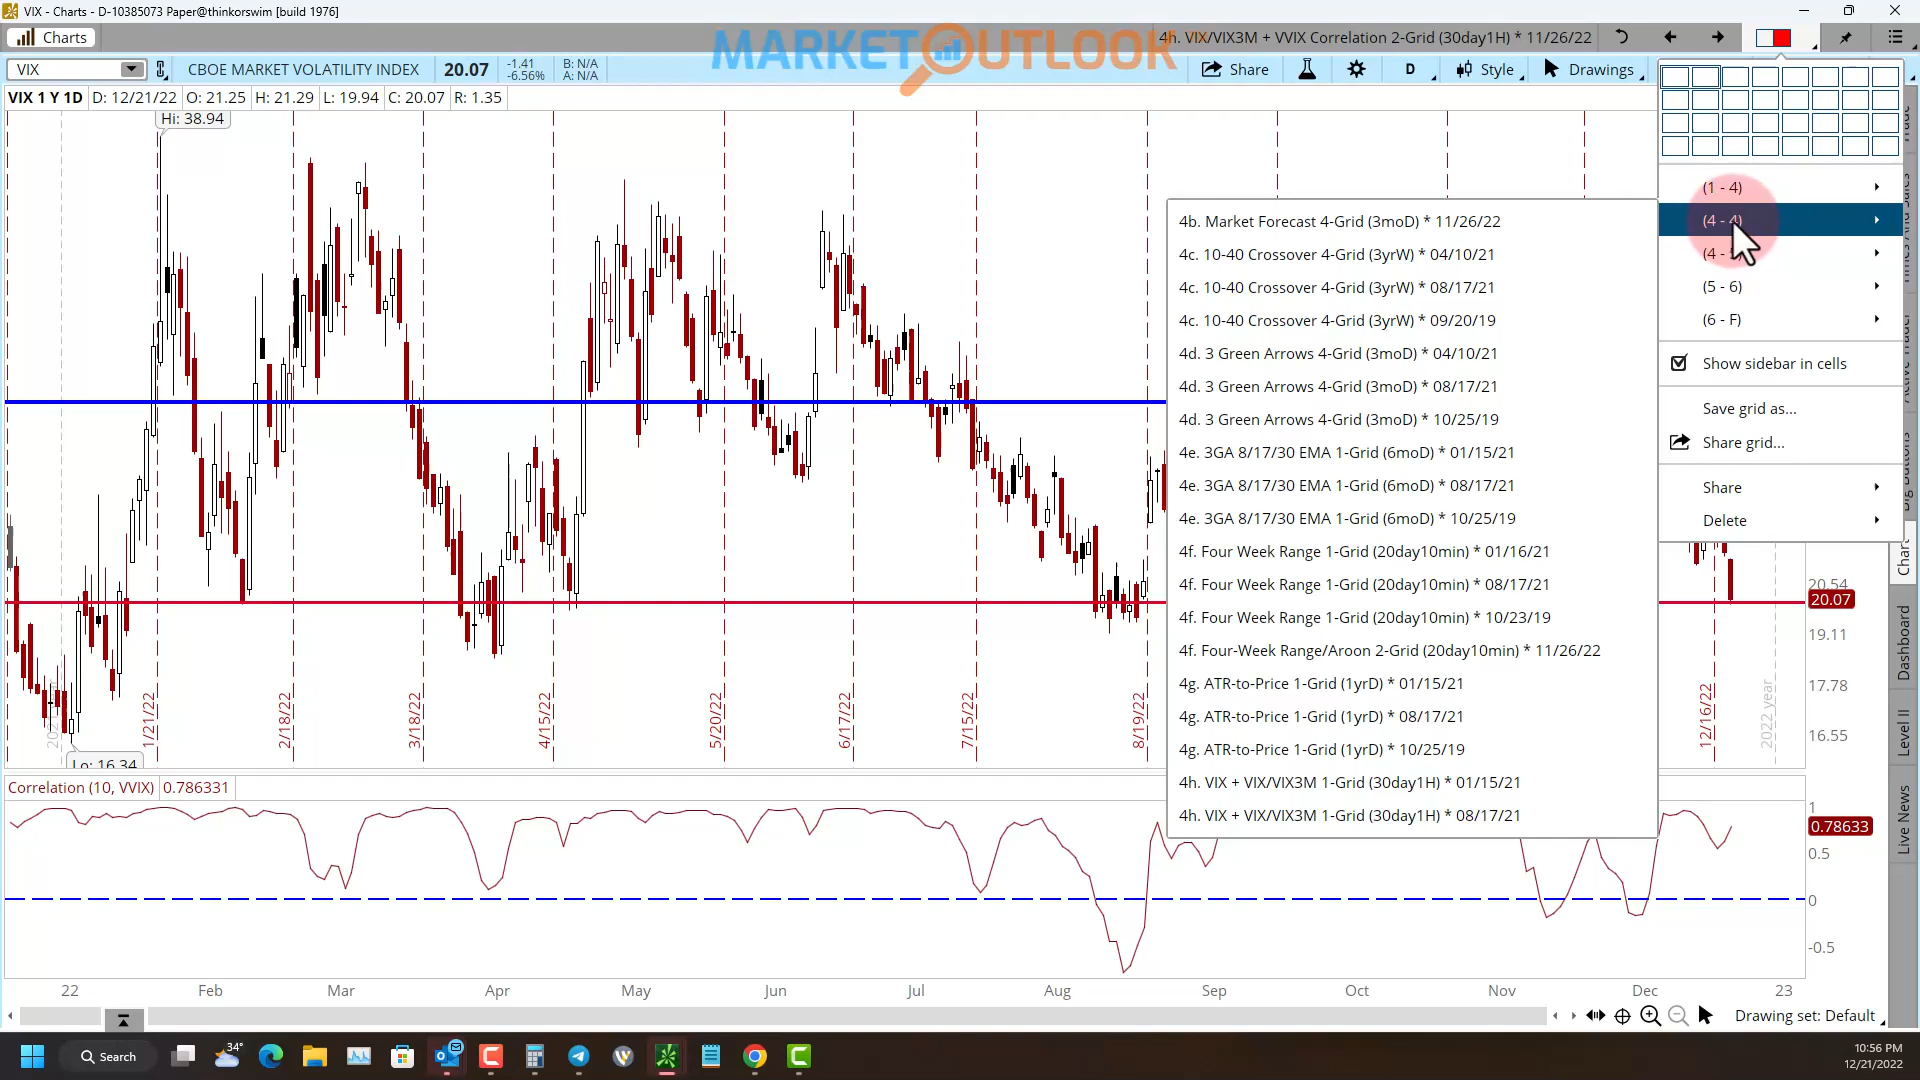 VIX - Charts - D-10385073 Paper@thinkorswim [build 1976]
Charts
MARKET OUTLOOK
4h. VIX/VIX3M + VVIX Correlation 2-Grid (30day1H) * 11/26/22
VIX
CBOE MARKET VOLATILITY INDEX
20.07
-1.41
-6.56%
B: N/A
A: N/A
Share
D
Style
Drawings
VIX 1 Y 1D
D: 12/21/22
O: 21.25
H: 21.29
L: 19.94
C: 20.07
R: 1.35
Hi: 38.94
(1 - 4)
(4 - 4)
(5 - 6)
(6 - F)
Show sidebar in cells
Save grid as...
Share grid...
Share
Delete
4b. Market Forecast 4-Grid (3moD) * 11/26/22
4c. 10-40 Crossover 4-Grid (3yrW) * 04/10/21
4c. 10-40 Crossover 4-Grid (3yrW) * 08/17/21
4c. 10-40 Crossover 4-Grid (3yrW) * 09/20/19
4d. 3 Green Arrows 4-Grid (3moD) * 04/10/21
4d. 3 Green Arrows 4-Grid (3moD) * 08/17/21
4d. 3 Green Arrows 4-Grid (3moD) * 10/25/19
4e. 3GA 8/17/30 EMA 1-Grid (6moD) * 01/15/21
4e. 3GA 8/17/30 EMA 1-Grid (6moD) * 08/17/21
4e. 3GA 8/17/30 EMA 1-Grid (6moD) * 10/25/19
4f. Four Week Range 1-Grid (20day10min) * 01/16/21
4f. Four Week Range 1-Grid (20day10min) * 08/17/21
4f. Four Week Range 1-Grid (20day10min) * 10/23/19
4f. Four-Week Range/Aroon 2-Grid (20day10min) * 11/26/22
4g. ATR-to-Price 1-Grid (1yrD) * 01/15/21
4g. ATR-to-Price 1-Grid (1yrD) * 08/17/21
4g. ATR-to-Price 1-Grid (1yrD) * 10/25/19
4h. VIX + VIX/VIX3M 1-Grid (30day1H) * 01/15/21
4h. VIX + VIX/VIX3M 1-Grid (30day1H) * 08/17/21
20.54
20.07
19.11
17.78
16.55
1/21/22
2/18/22
3/18/22
4/15/22
5/20/22
6/17/22
7/15/22
8/19/22
12/16/22
2022 year
Lo: 16.34
Correlation (10, VVIX)
0.786331
1
0.78633
0.5
0
-0.5
22
Feb
Mar
Apr
May
Jun
Jul
Aug
Sep
Oct
Nov
Dec
23
Drawing set: Default
Dashboard
Level II
Live News
Search
34°
10:56 PM
12/21/2022